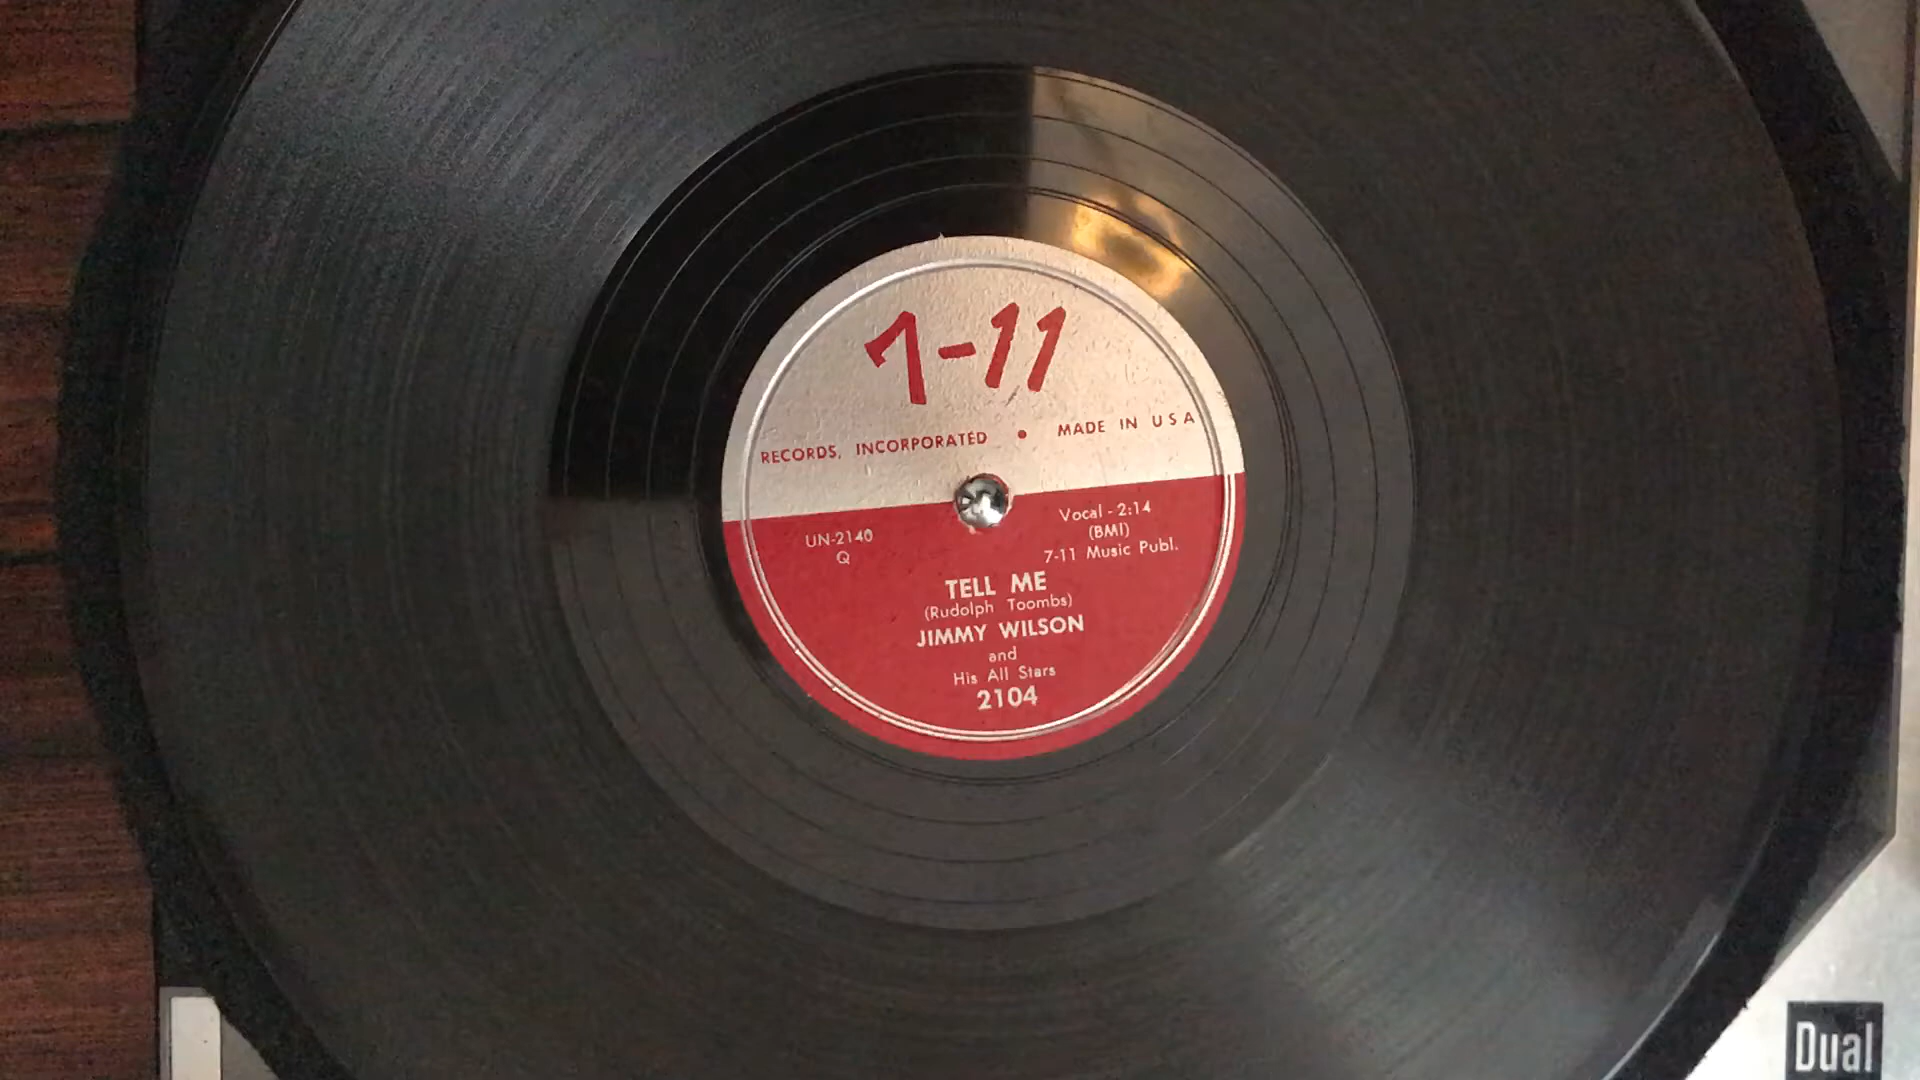 7-11
RECORDS, INCORPORATED • MADE IN U S A
UN-2140
Q
Vocal - 2:14
(BMI)
7-11 Music Publ.
TELL ME
(Rudolph Toombs)
JIMMY WILSON
and
His All Stars
2104
Dual